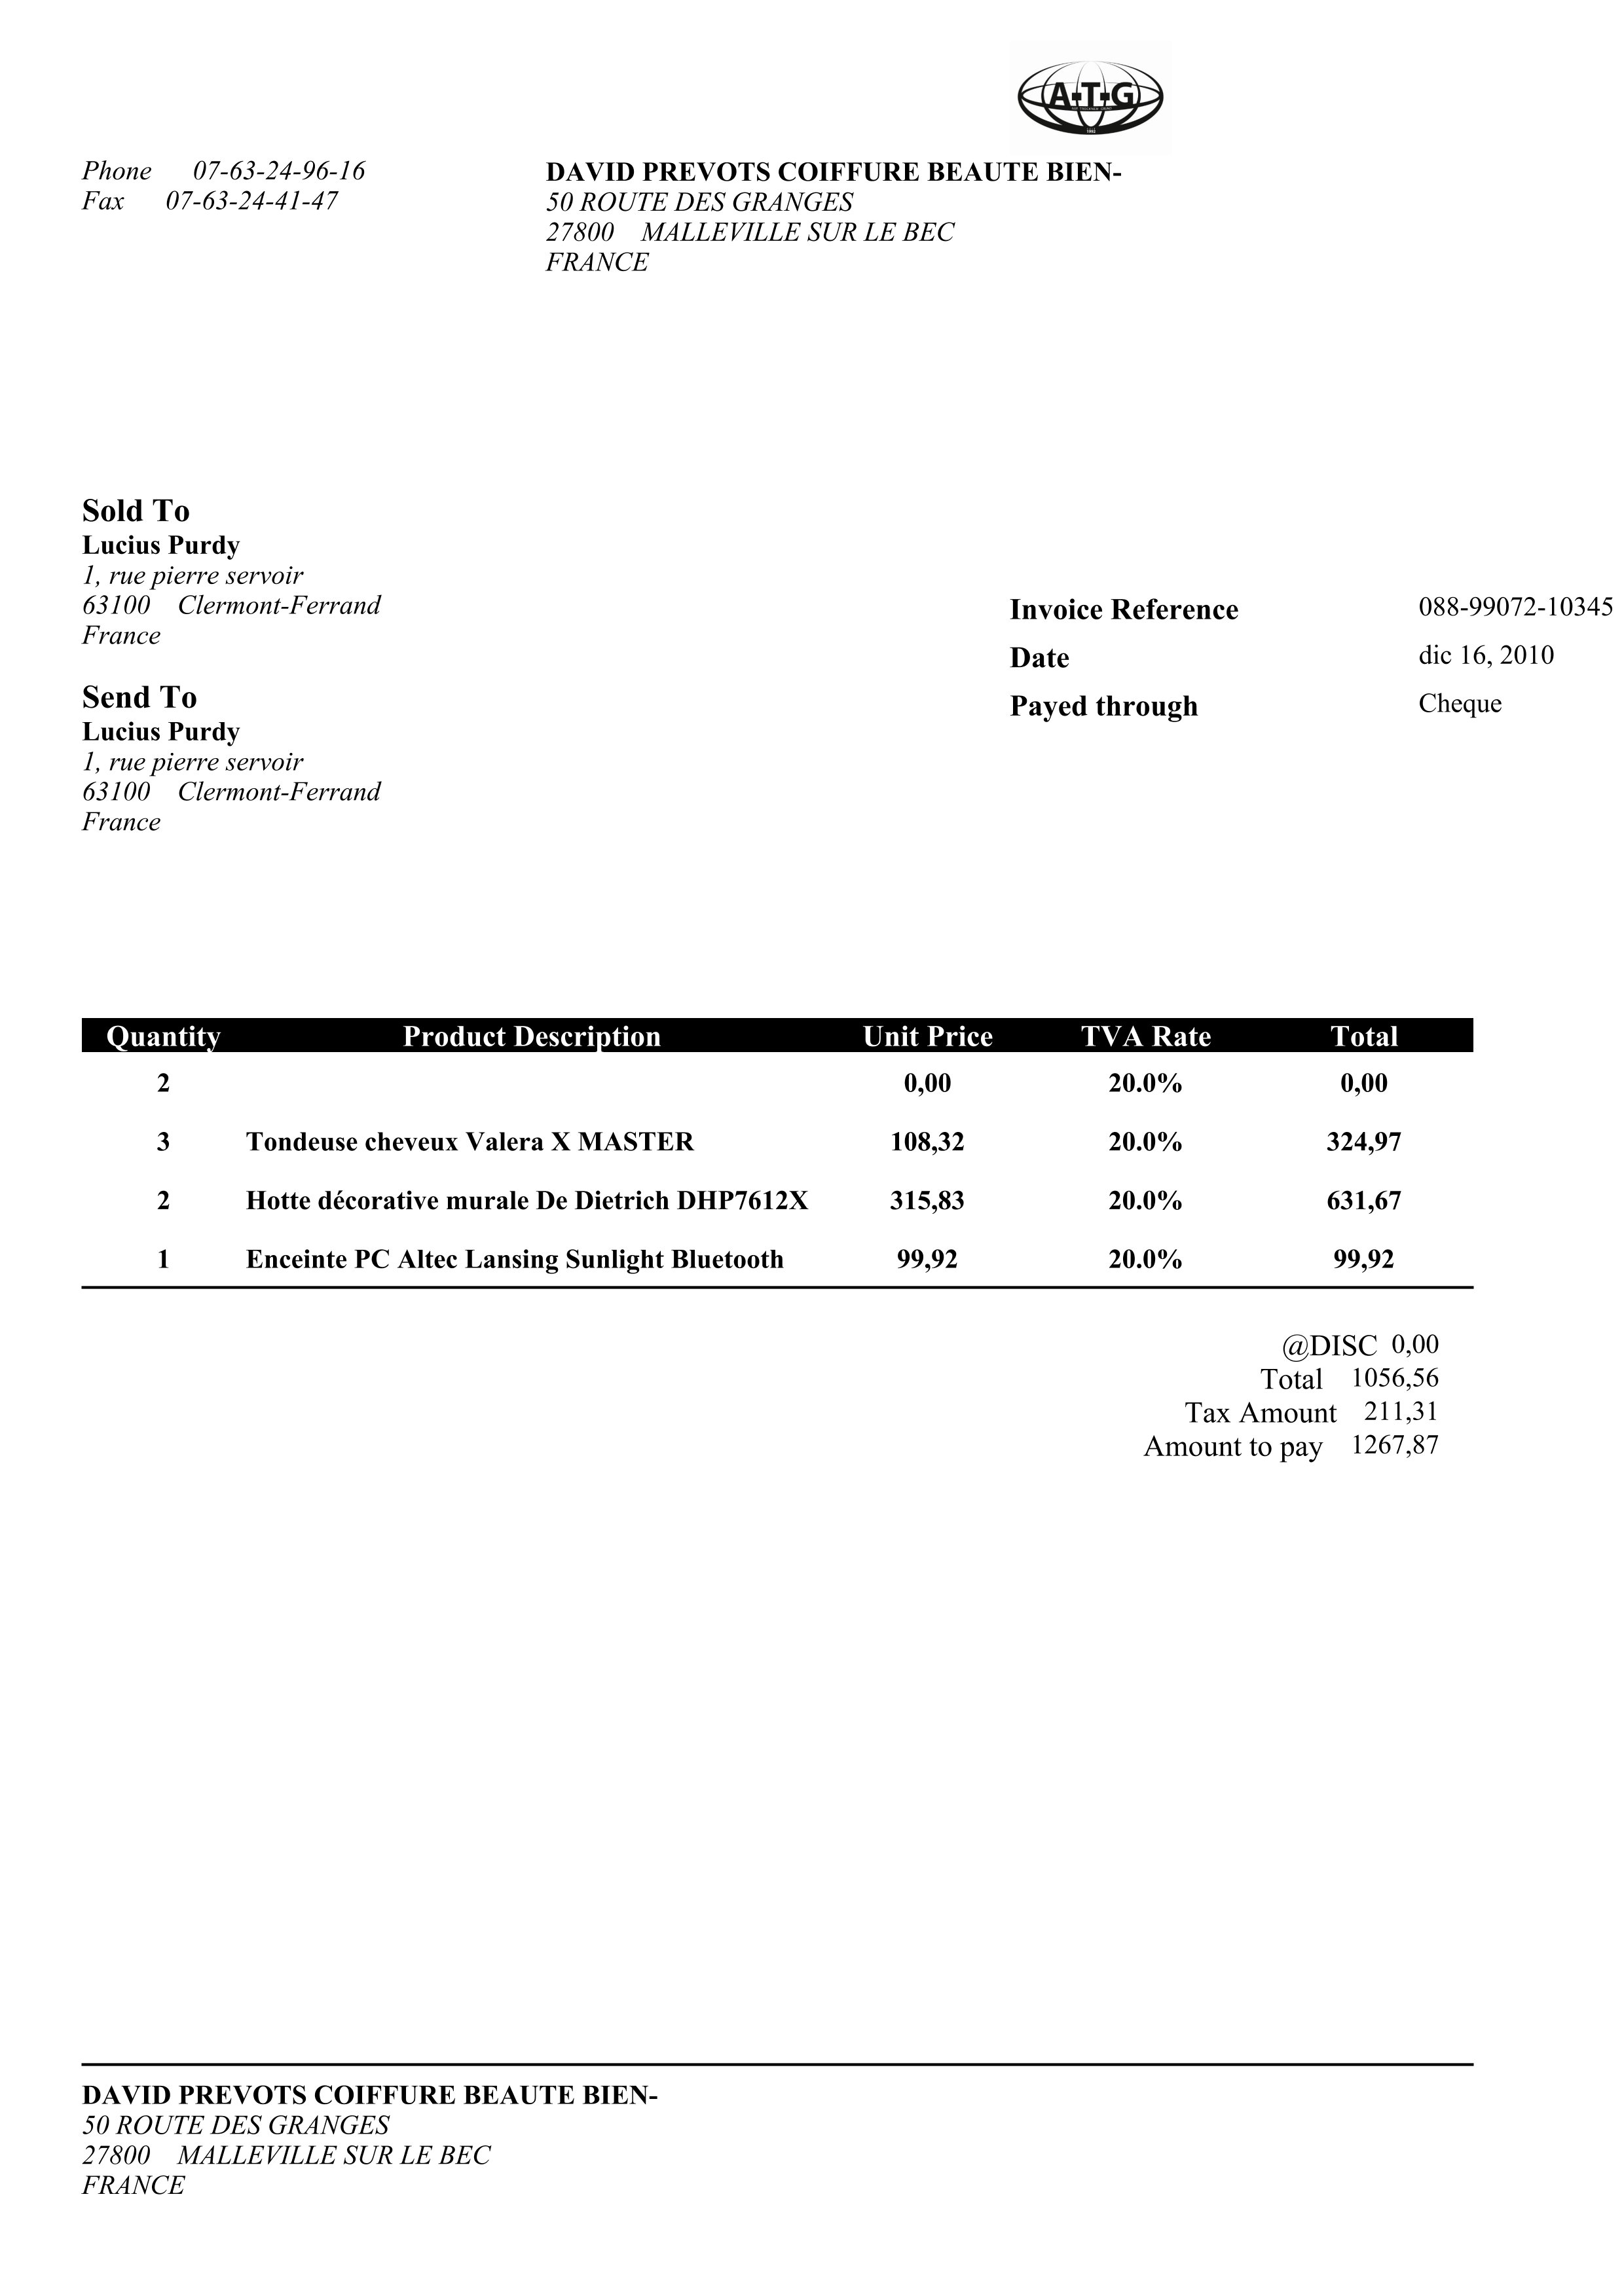 A-T-G
Phone 07-63-24-96-16
Fax 07-63-24-41-47
DAVID PREVOTS COIFFURE BEAUTE BIEN-
50 ROUTE DES GRANGES
27800 MALLEVILLE SUR LE BEC
FRANCE
Sold To
Lucius Purdy
1, rue pierre servoir
63100 Clermont-Ferrand
France
Send To
Lucius Purdy
1, rue pierre servoir
63100 Clermont-Ferrand
France
Invoice Reference 088-99072-10345
Date dic 16, 2010
Payed through Cheque
Quantity Product Description Unit Price TVA Rate Total
2 0,00 20.0% 0,00
3 Tondeuse cheveux Valera X MASTER 108,32 20.0% 324,97
2 Hotte décorative murale De Dietrich DHP7612X 315,83 20.0% 631,67
1 Enceinte PC Altec Lansing Sunlight Bluetooth 99,92 20.0% 99,92
@DISC 0,00
Total 1056,56
Tax Amount 211,31
Amount to pay 1267,87
DAVID PREVOTS COIFFURE BEAUTE BIEN-
50 ROUTE DES GRANGES
27800 MALLEVILLE SUR LE BEC
FRANCE